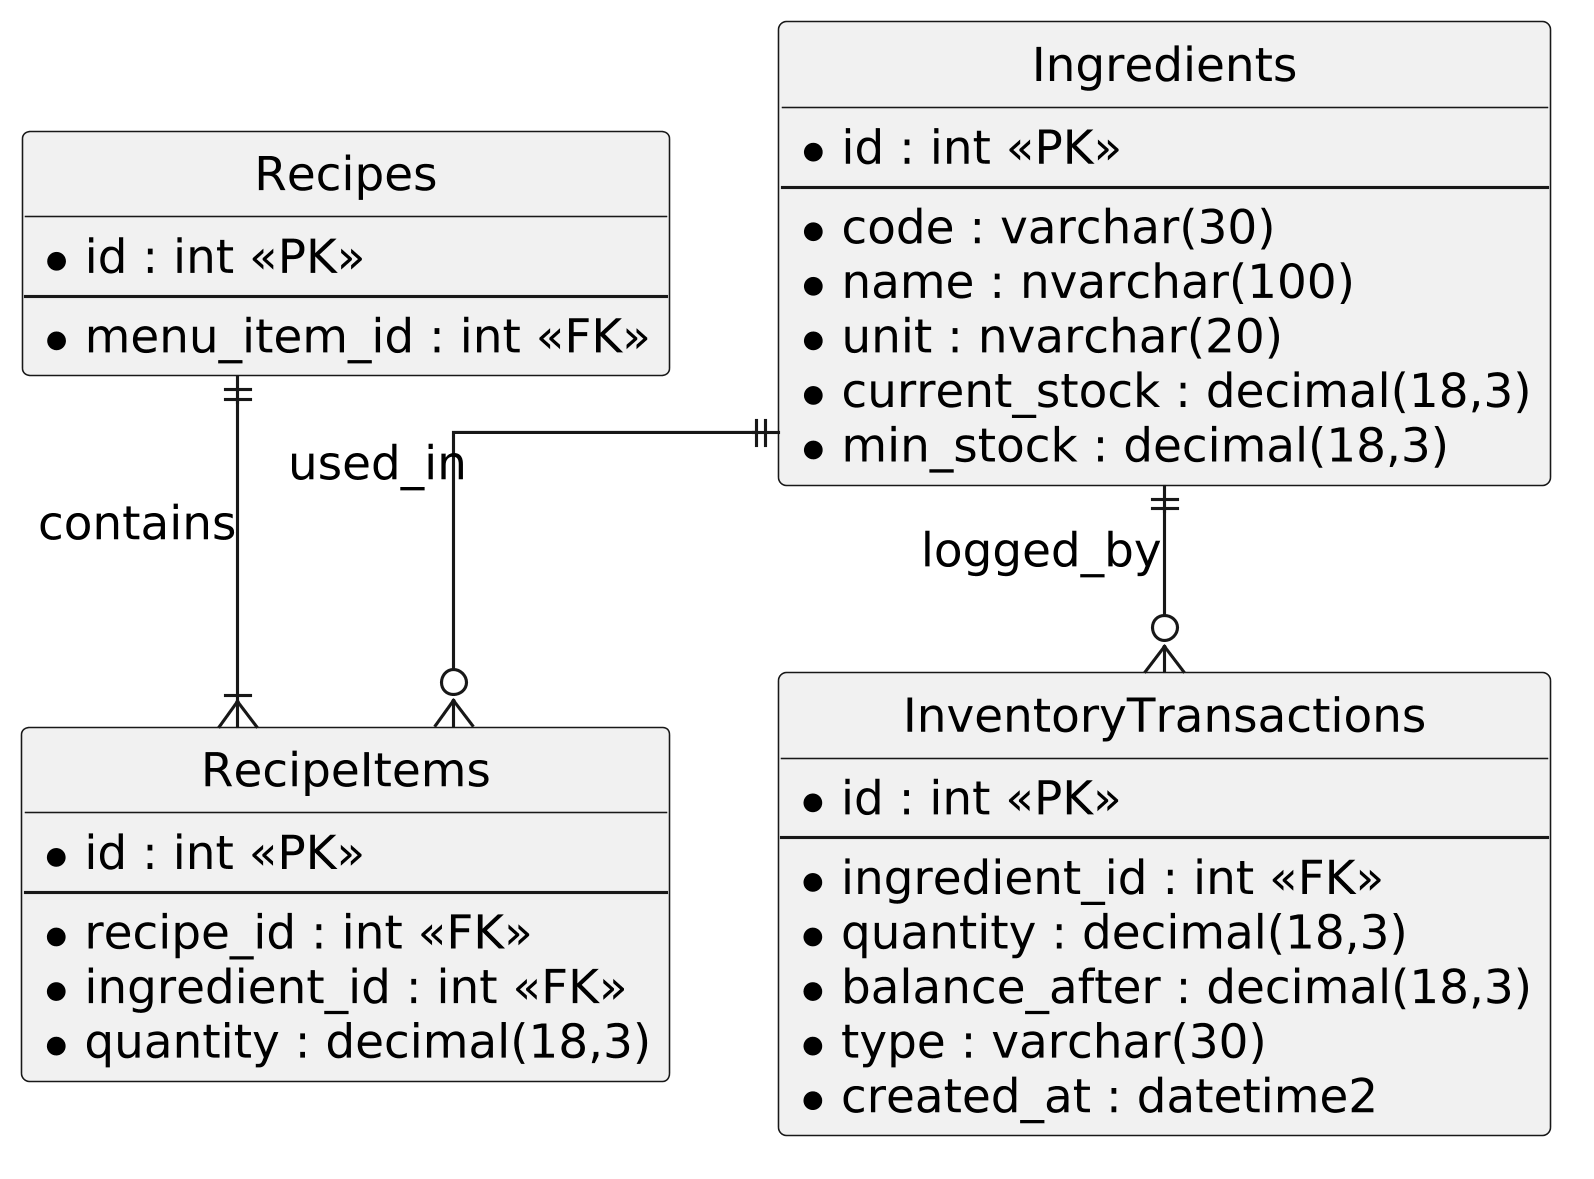 Recipes
id : int «PK»
menu_item_id : int «FK»
Ingredients
id : int «PK»
code : varchar(30)
name : nvarchar(100)
unit : nvarchar(20)
current_stock : decimal(18,3)
min_stock : decimal(18,3)
used_in
contains
logged_by
RecipeItems
id : int «PK»
recipe_id : int «FK»
ingredient_id : int «FK»
quantity : decimal(18,3)
InventoryTransactions
id : int «PK»
ingredient_id : int «FK»
quantity : decimal(18,3)
balance_after : decimal(18,3)
type : varchar(30)
created_at : datetime2